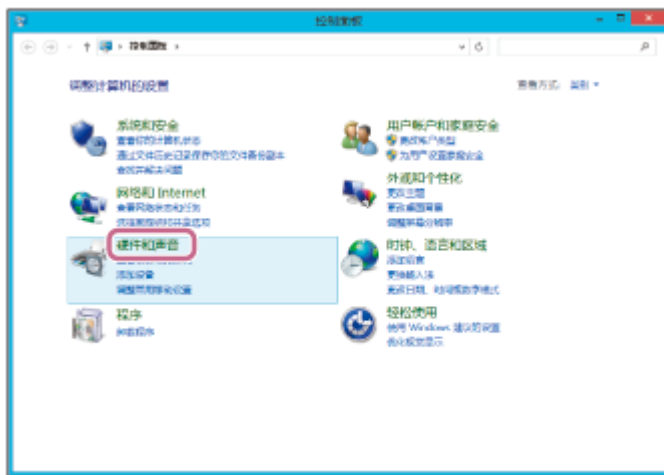 控制面板
控制面板
调整计算机的设置
查看方式: 类别
系统和安全
查看你的计算机状态
通过文件历史记录保存你的文件备份副本
查找并解决问题
网络和 Internet
查看网络状态和任务
选择家庭组和共享选项
硬件和声音
添加设备
调整常用移动设置
程序
卸载程序
用户帐户和家庭安全
更改帐户类型
为用户设置家庭安全
外观和个性化
更改主题
更改桌面背景
调整屏幕分辨率
时钟、语言和区域
添加语言
更换输入法
更改日期、时间或数字格式
轻松使用
使用 Windows 建议的设置
优化视觉显示